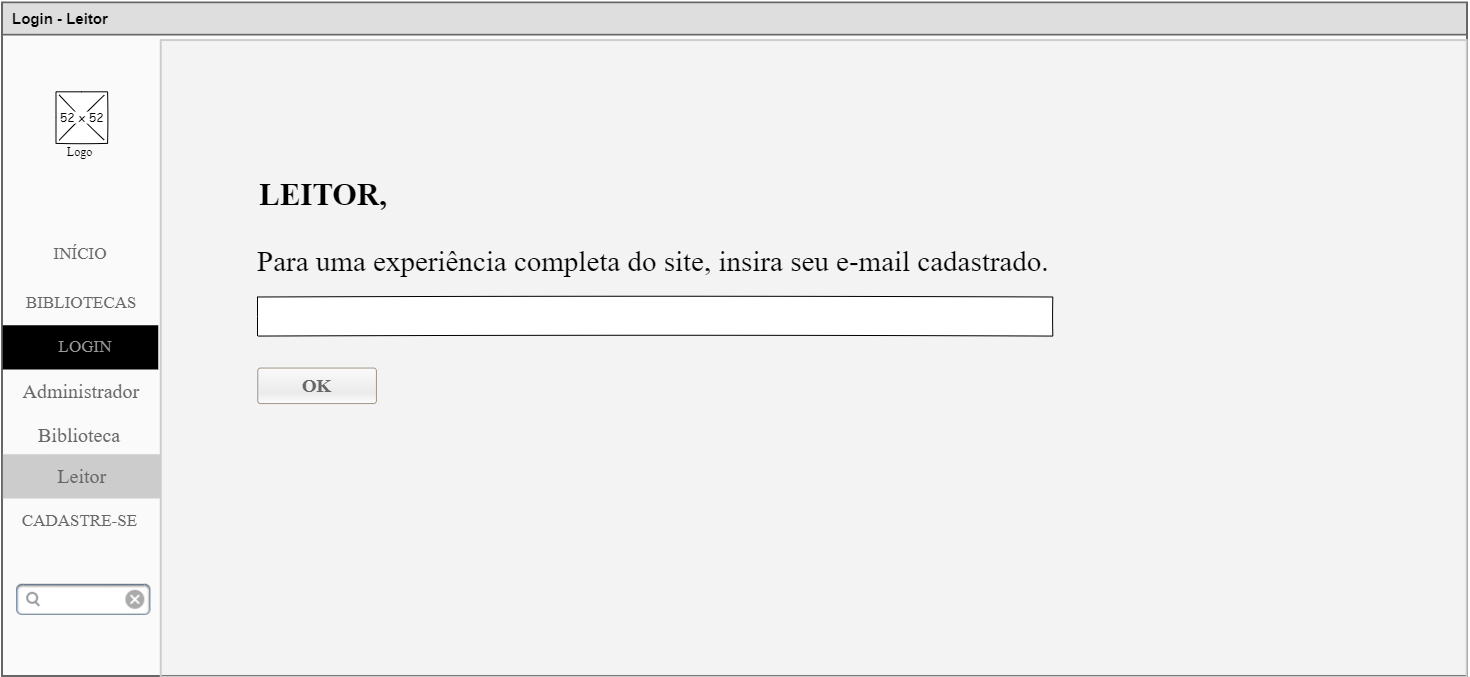 Login - Leitor
52 x 52
Logo
INÍCIO
BIBLIOTECAS
LOGIN
Administrador
Biblioteca
Leitor
CADASTRE-SE
LEITOR,
Para uma experiência completa do site, insira seu e-mail cadastrado.
OK